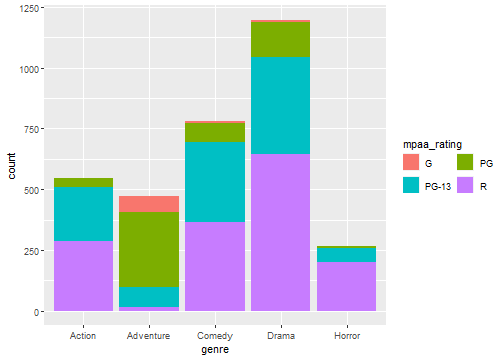 1250
1000
750
500
250
0
count
Action Adventure Comedy Drama Horror
genre
mpaa_rating
G PG
PG-13 R